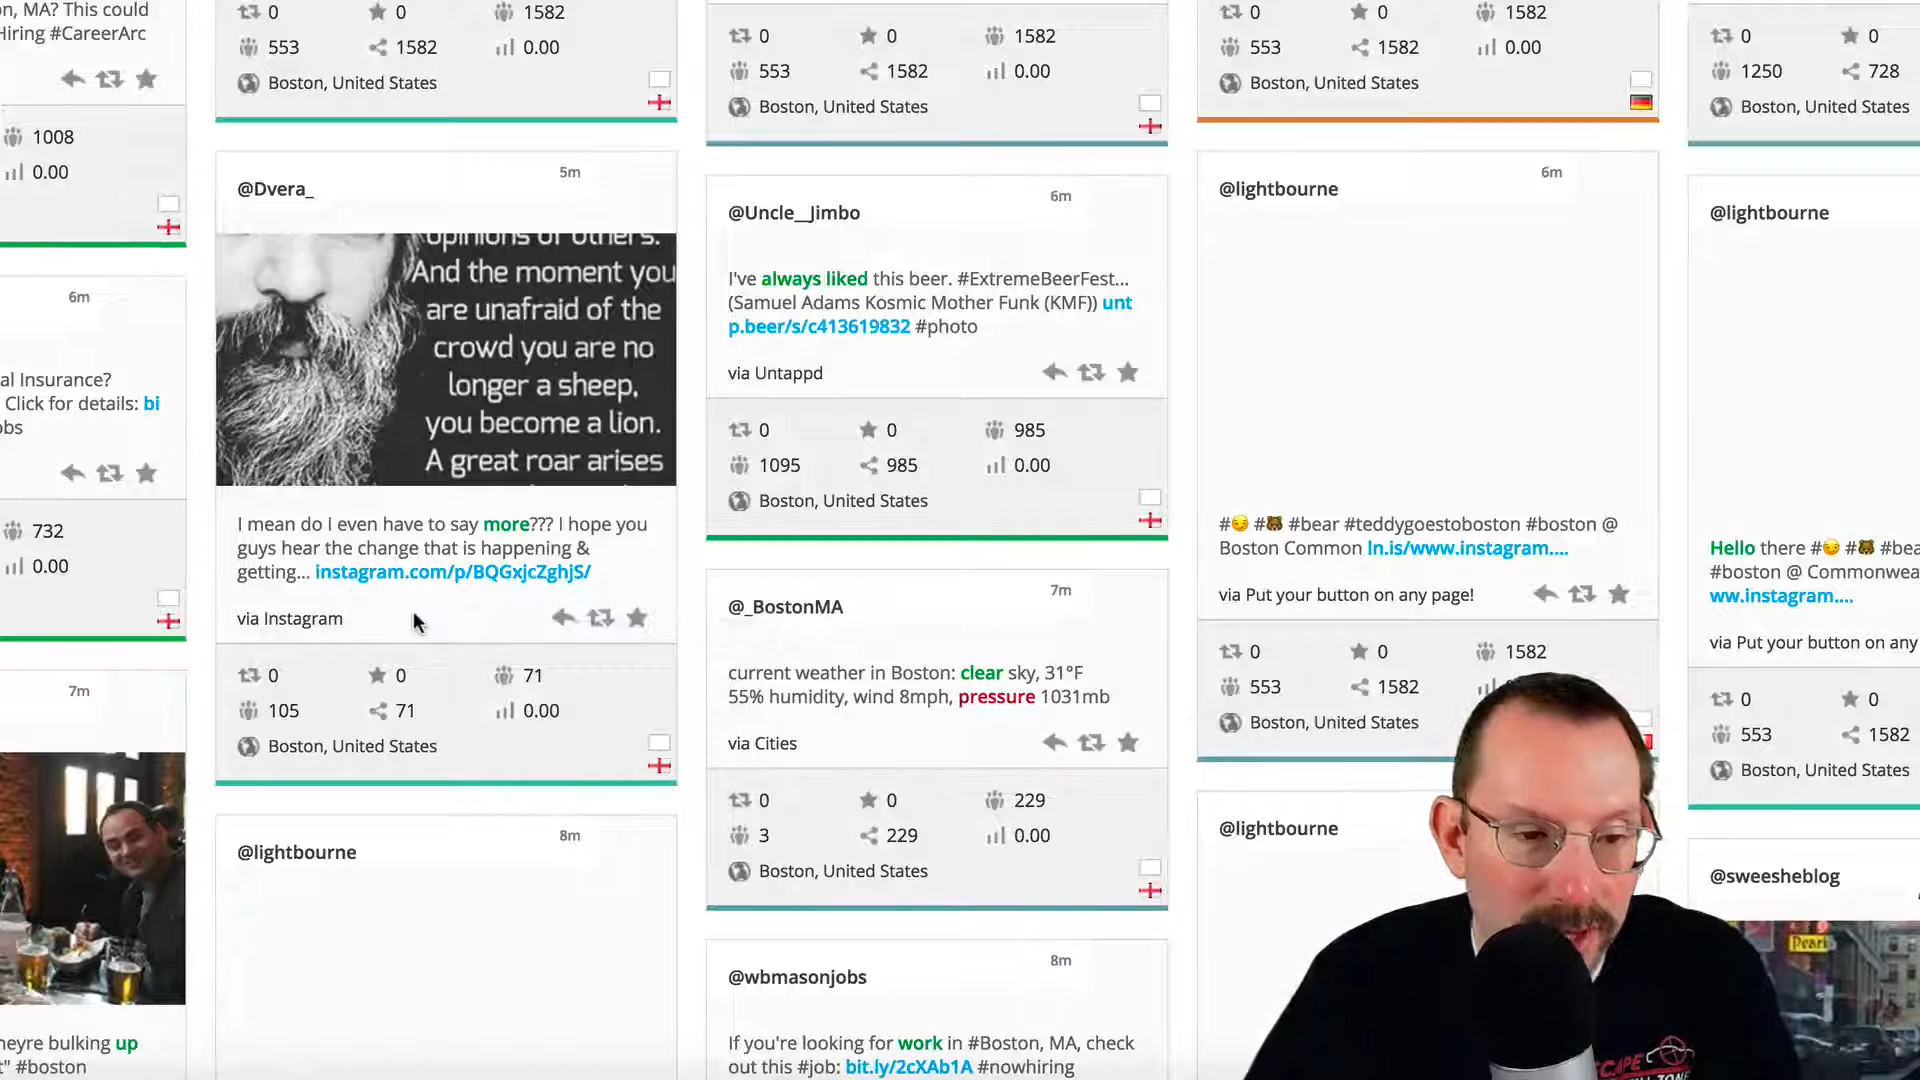 n, MA? This could
Hiring #CareerArc
1008
0.00
6m
al Insurance?
Click for details: bi
obs
732
0.00
7m
neyre bulking up
t" #boston
0 0 1582
553 1582 0.00
Boston, United States
@Dvera_ 5m
opinions of others.
And the moment you
are unafraid of the
crowd you are no
longer a sheep,
you become a lion.
A great roar arises
I mean do I even have to say more??? I hope you
guys hear the change that is happening &
getting... instagram.com/p/BQGxjcZghjS/
via Instagram
0 0 71
105 71 0.00
Boston, United States
@lightbourne 8m
0 0 1582
553 1582 0.00
Boston, United States
@Uncle__Jimbo 6m
I've always liked this beer. #ExtremeBeerFest...
(Samuel Adams Kosmic Mother Funk (KMF)) unt
p.beer/s/c413619832 #photo
via Untappd
0 0 985
1095 985 0.00
Boston, United States
@_BostonMA 7m
current weather in Boston: clear sky, 31°F
55% humidity, wind 8mph, pressure 1031mb
via Cities
0 0 229
3 229 0.00
Boston, United States
@wbmasonjobs 8m
If you're looking for work in #Boston, MA, check
out this #job: bit.ly/2cXAb1A #nowhiring
0 0 1582
553 1582 0.00
Boston, United States
@lightbourne 6m
#😏 #🐻 #bear #teddygoestoboston #boston @
Boston Common ln.is/www.instagram....
via Put your button on any page!
0 0 1582
553 1582
Boston, United States
@lightbourne
0 0
1250 728
Boston, United States
@lightbourne
Hello there #😏 #🐻 #bea
#boston @ Commonwea
ww.instagram....
via Put your button on any
0 0
553 1582
Boston, United States
@sweesheblog
Pearl